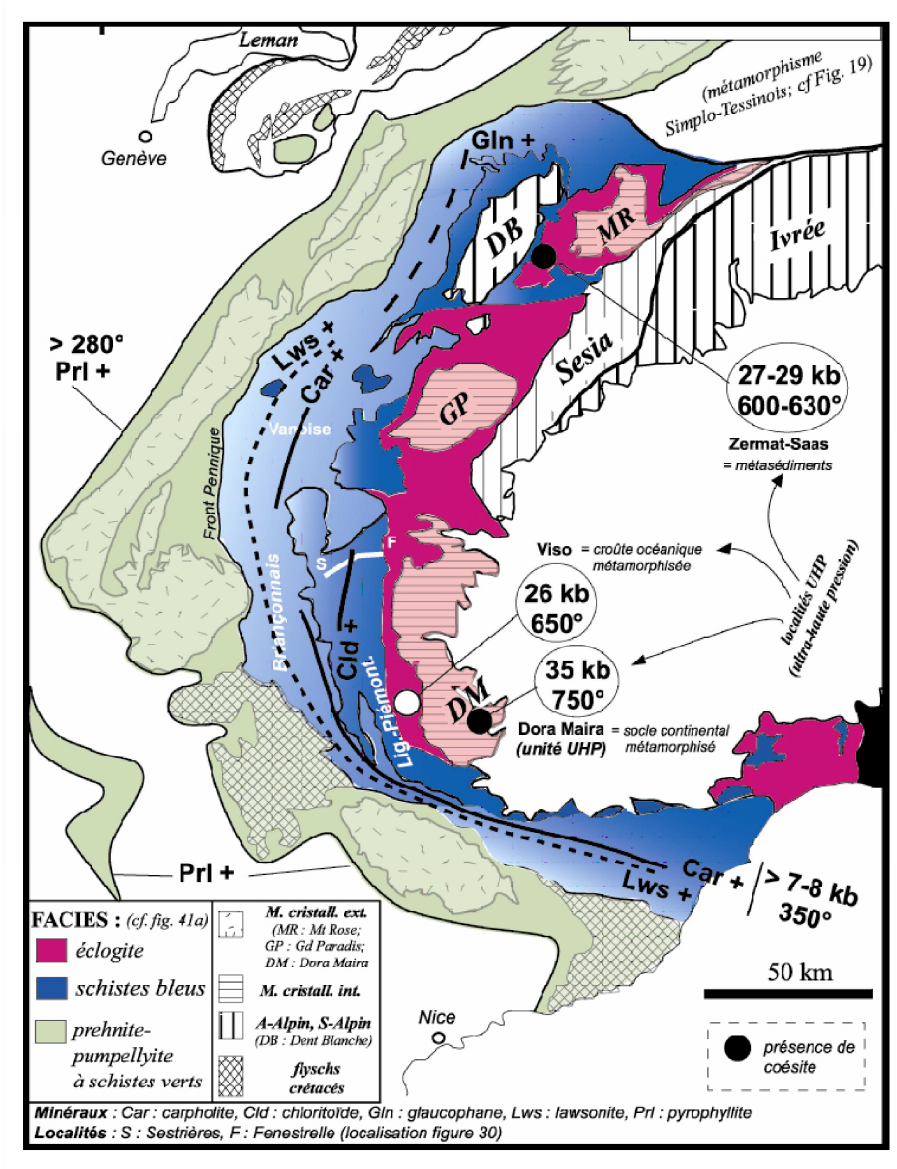 Leman
Genève
(métamorphisme
Simplo-Tessinois; cf Fig. 19)
Gln +
DB
MR
Ivrée
> 280°
Prl +
Lws +
Car +
Sesia
27-29 kb
600-630°
Zermat-Saas
= métasédiments
GP
Vanoise
Front Pennique
S
F
Viso = croûte océanique
métamorphisée
localités UHP
(ultra-haute pression)
26 kb
650°
Briançonnais
Cld +
Lig.-Piémont.
35 kb
750°
DM
Dora Maira = socle continental
(unité UHP) métamorphisé
Prl +
Car +
Lws +
> 7-8 kb
350°
FACIES : (cf. fig. 41a)
éclogite
schistes bleus
prehnite-
pumpellyite
à schistes verts
M. cristall. ext.
(MR : Mt Rose;
GP : Gd Paradis;
DM : Dora Maira
M. cristall. int.
A-Alpin, S-Alpin
(DB : Dent Blanche)
flyschs
crétacés
Nice
50 km
présence de
coésite
Minéraux : Car : carpholite, Cld : chloritoïde, Gln : glaucophane, Lws : lawsonite, Prl : pyrophyllite
Localités : S : Sestrières, F : Fenestrelle (localisation figure 30)